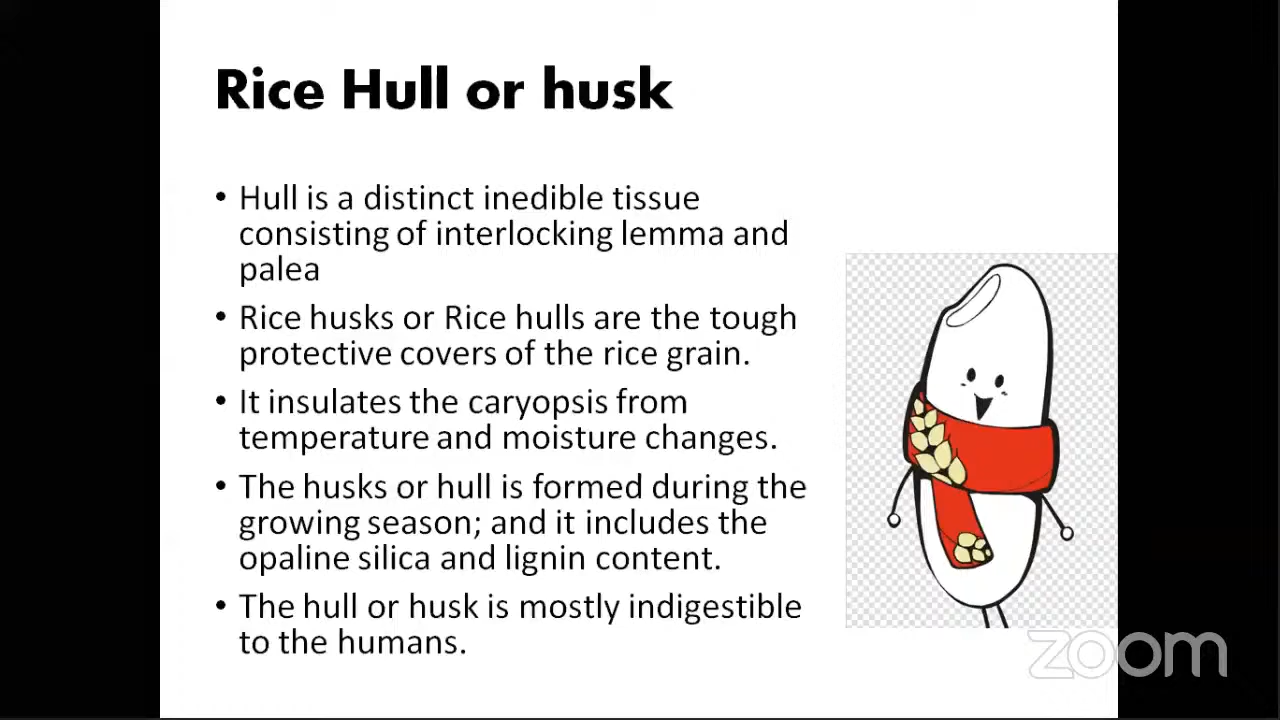 Rice Hull or husk
• Hull is a distinct inedible tissue
consisting of interlocking lemma and
palea
• Rice husks or Rice hulls are the tough
protective covers of the rice grain.
• It insulates the caryopsis from
temperature and moisture changes.
• The husks or hull is formed during the
growing season; and it includes the
opaline silica and lignin content.
• The hull or husk is mostly indigestible
to the humans.
zoom